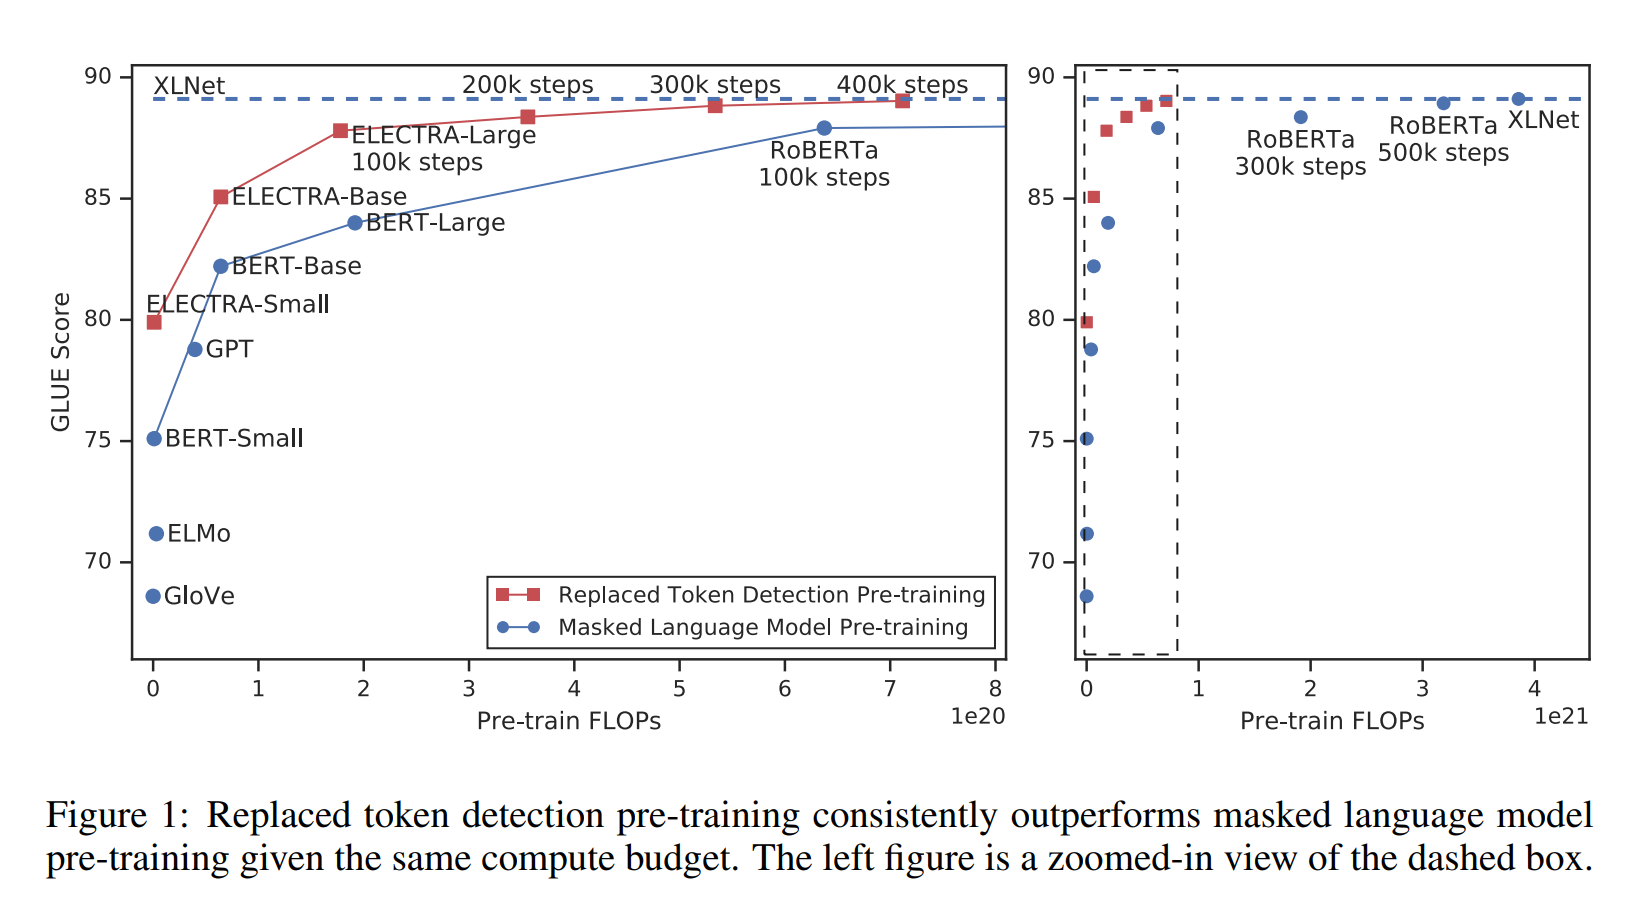 90
85
80
75
70
GLUE Score
XLNet
200k steps
300k steps
400k steps
ELECTRA-Large
100k steps
RoBERTa
100k steps
ELECTRA-Base
BERT-Large
BERT-Base
ELECTRA-Small
GPT
BERT-Small
ELMo
GloVe
Replaced Token Detection Pre-training
Masked Language Model Pre-training
0 1 2 3 4 5 6 7 8
Pre-train FLOPs
1e20
90
85
80
75
70
RoBERTa
300k steps
RoBERTa
500k steps
XLNet
0 1 2 3 4
Pre-train FLOPs
1e21
Figure 1: Replaced token detection pre-training consistently outperforms masked language model
pre-training given the same compute budget. The left figure is a zoomed-in view of the dashed box.